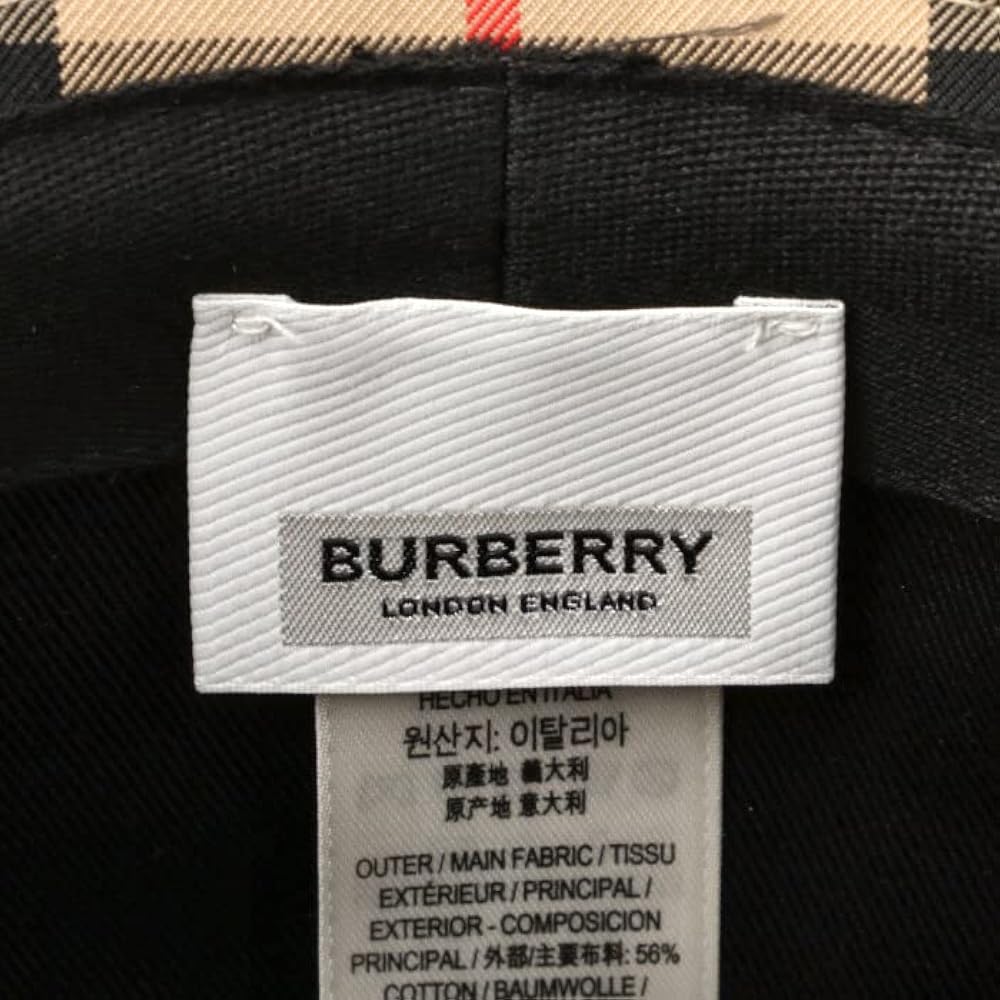 BURBERRY
LONDON ENGLAND
HECHO EN ITALIA
원산지: 이탈리아
原產地 義大利
原产地 意大利
OUTER / MAIN FABRIC / TISSU
EXTÉRIEUR / PRINCIPAL /
EXTERIOR - COMPOSICION
PRINCIPAL / 外部/主要布料: 56%
COTTON / BAUMWOLLE /